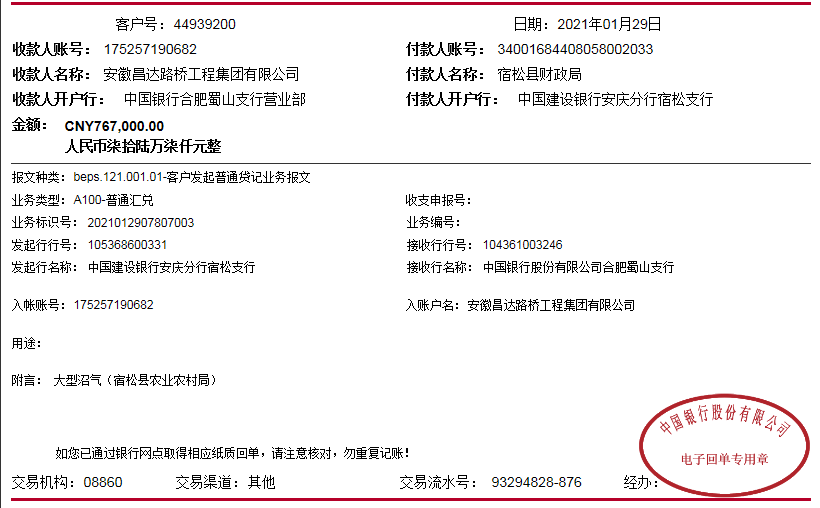 客户号：44939200 日期：2021年01月29日
收款人账号：175257190682 付款人账号：34001684408058002033
收款人名称：安徽昌达路桥工程集团有限公司 付款人名称：宿松县财政局
收款人开户行：中国银行合肥蜀山支行营业部 付款人开户行：中国建设银行安庆分行宿松支行
金额：CNY767,000.00
人民币柒拾陆万柒仟元整
报文种类：beps.121.001.01-客户发起普通贷记业务报文
业务类型：A100-普通汇兑 收支申报号：
业务标识号：2021012907807003 业务编号：
发起行行号：105368600331 接收行行号：104361003246
发起行名称：中国建设银行安庆分行宿松支行 接收行名称：中国银行股份有限公司合肥蜀山支行
入帐账号：175257190682 入账户名：安徽昌达路桥工程集团有限公司
用途：
附言：大型沼气（宿松县农业农村局）
中国银行股份有限公司
电子回单专用章
如您已通过银行网点取得相应纸质回单，请注意核对，勿重复记账！
交易机构：08860 交易渠道：其他 交易流水号：93294828-876 经办：